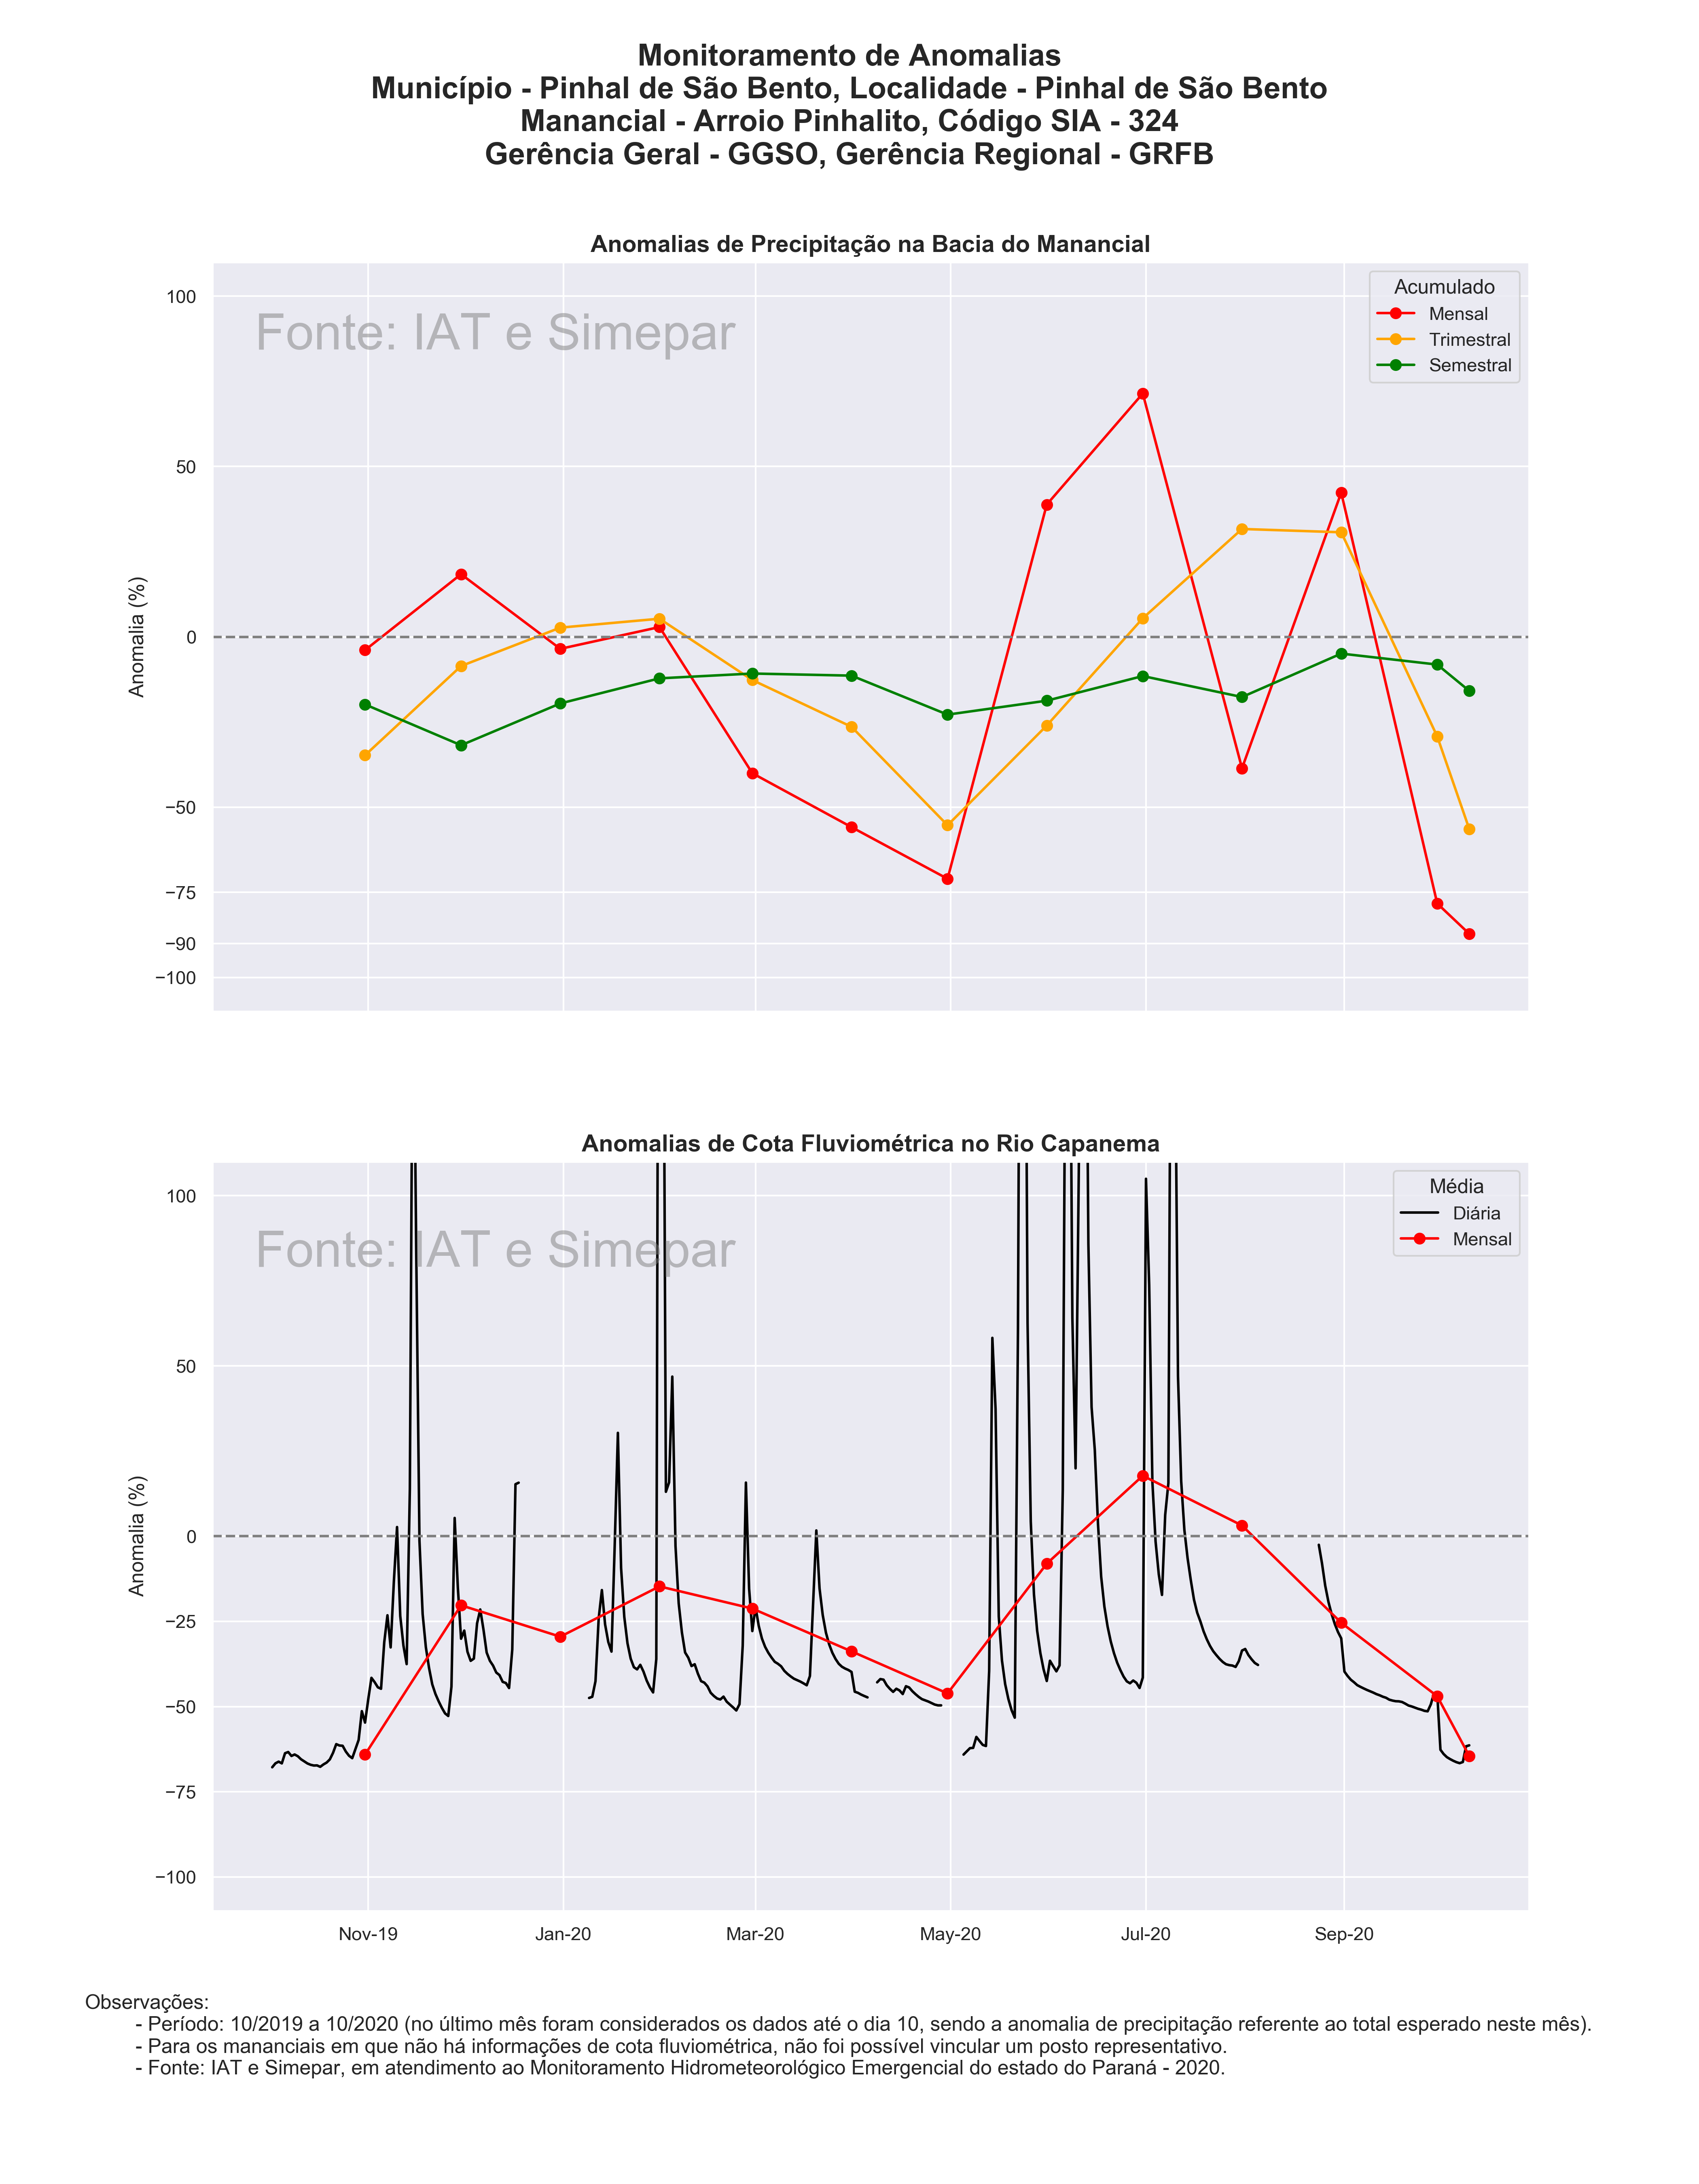 Monitoramento de Anomalias
Município - Pinhal de São Bento, Localidade - Pinhal de São Bento
Manancial - Arroio Pinhalito, Código SIA - 324
Gerência Geral - GGSO, Gerência Regional - GRFB
Anomalias de Precipitação na Bacia do Manancial
Fonte: IAT e Simepar
Acumulado
Mensal
Trimestral
Semestral
Anomalia (%)
100
50
0
−50
−75
−90
−100
Anomalias de Cota Fluviométrica no Rio Capanema
Fonte: IAT e Simepar
Média
Diária
Mensal
Anomalia (%)
100
50
0
−25
−50
−75
−100
Nov-19 Jan-20 Mar-20 May-20 Jul-20 Sep-20
Observações:
- Período: 10/2019 a 10/2020 (no último mês foram considerados os dados até o dia 10, sendo a anomalia de precipitação referente ao total esperado neste mês).
- Para os mananciais em que não há informações de cota fluviométrica, não foi possível vincular um posto representativo.
- Fonte: IAT e Simepar, em atendimento ao Monitoramento Hidrometeorológico Emergencial do estado do Paraná - 2020.